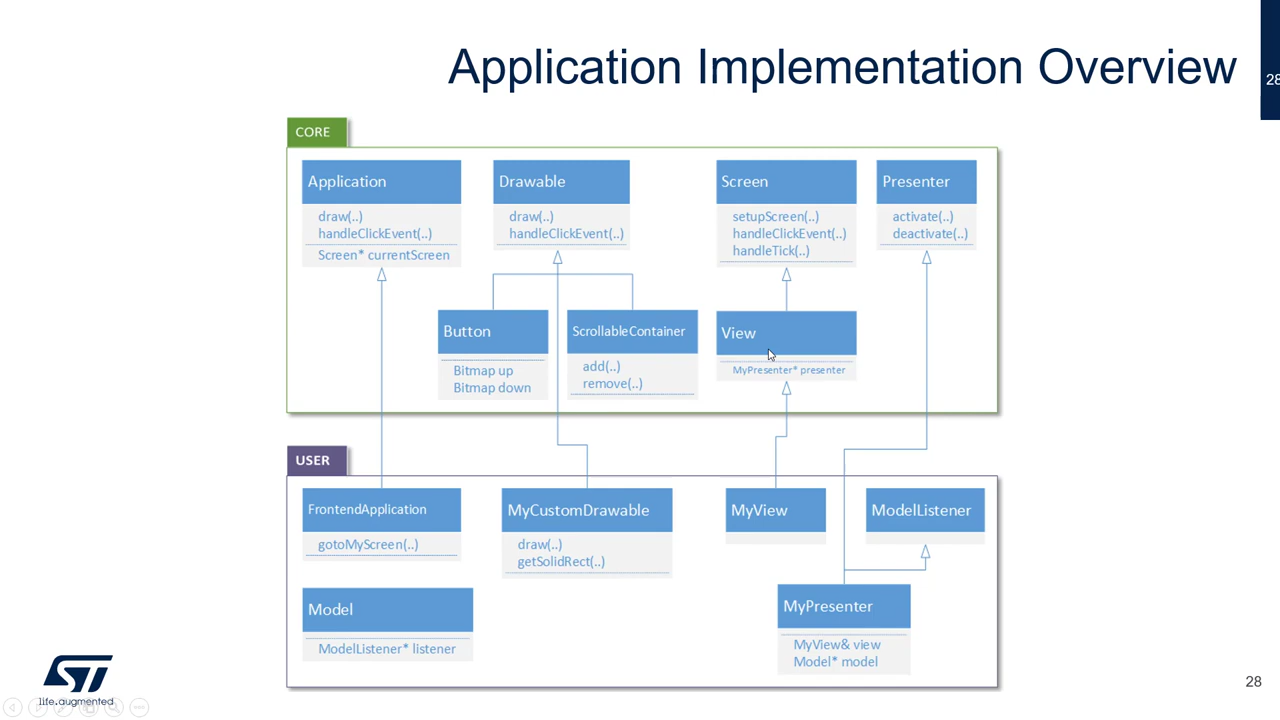 Application Implementation Overview
28
CORE
Application
draw(..)
handleClickEvent(..)
Screen* currentScreen
Drawable
draw(..)
handleClickEvent(..)
Screen
setupScreen(..)
handleClickEvent(..)
handleTick(..)
Presenter
activate(..)
deactivate(..)
Button
Bitmap up
Bitmap down
ScrollableContainer
add(..)
remove(..)
View
MyPresenter* presenter
USER
FrontendApplication
gotoMyScreen(..)
MyCustomDrawable
draw(..)
getSolidRect(..)
MyView
ModelListener
Model
ModelListener* listener
MyPresenter
MyView& view
Model* model
ST
life.augmented
28